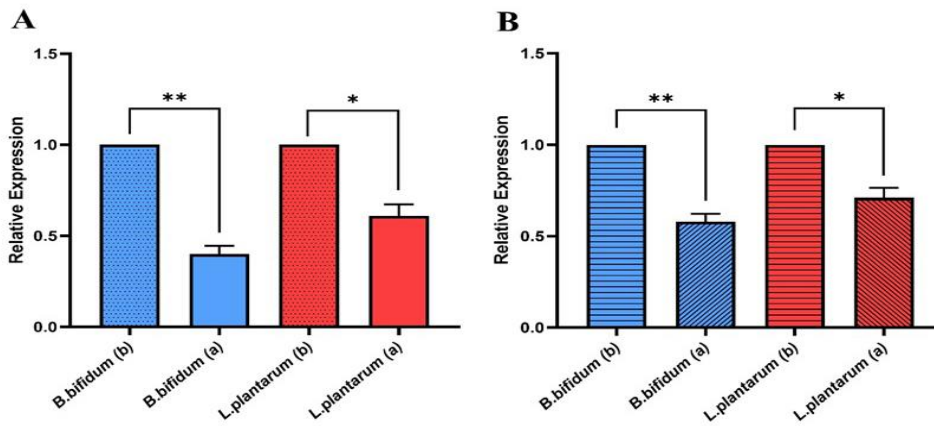 A
Relative Expression
1.5
1.0
0.5
0.0
**
*
B.bifidum (b)
B.bifidum (a)
L.plantarum (b)
L.plantarum (a)
B
Relative Expression
1.5
1.0
0.5
0.0
**
*
B.bifidum (b)
B.bifidum (a)
L.plantarum (b)
L.plantarum (a)